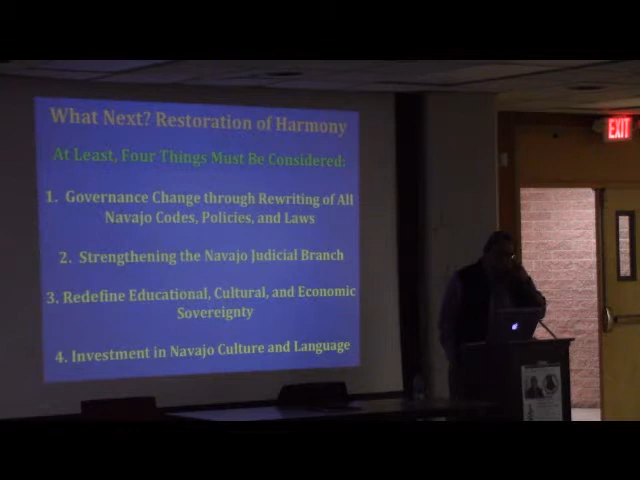 What Next? Restoration of Harmony
At Least, Four Things Must Be Considered:
1. Governance Change through Rewriting of All
Navajo Codes, Policies, and Laws
2. Strengthening the Navajo Judicial Branch
3. Redefine Educational, Cultural, and Economic
Sovereignty
4. Investment in Navajo Culture and Language
EXIT